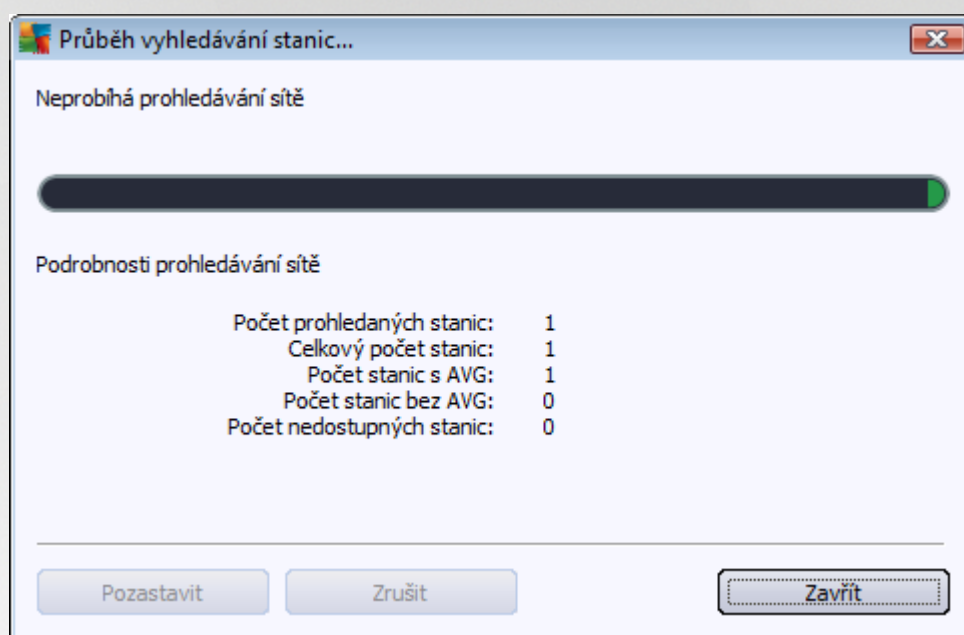 Průběh vyhledávání stanic...
Neprobíhá prohledávání sítě
Podrobnosti prohledávání sítě
Počet prohledaných stanic: 1
Celkový počet stanic: 1
Počet stanic s AVG: 1
Počet stanic bez AVG: 0
Počet nedostupných stanic: 0
Pozastavit Zrušit Zavřít